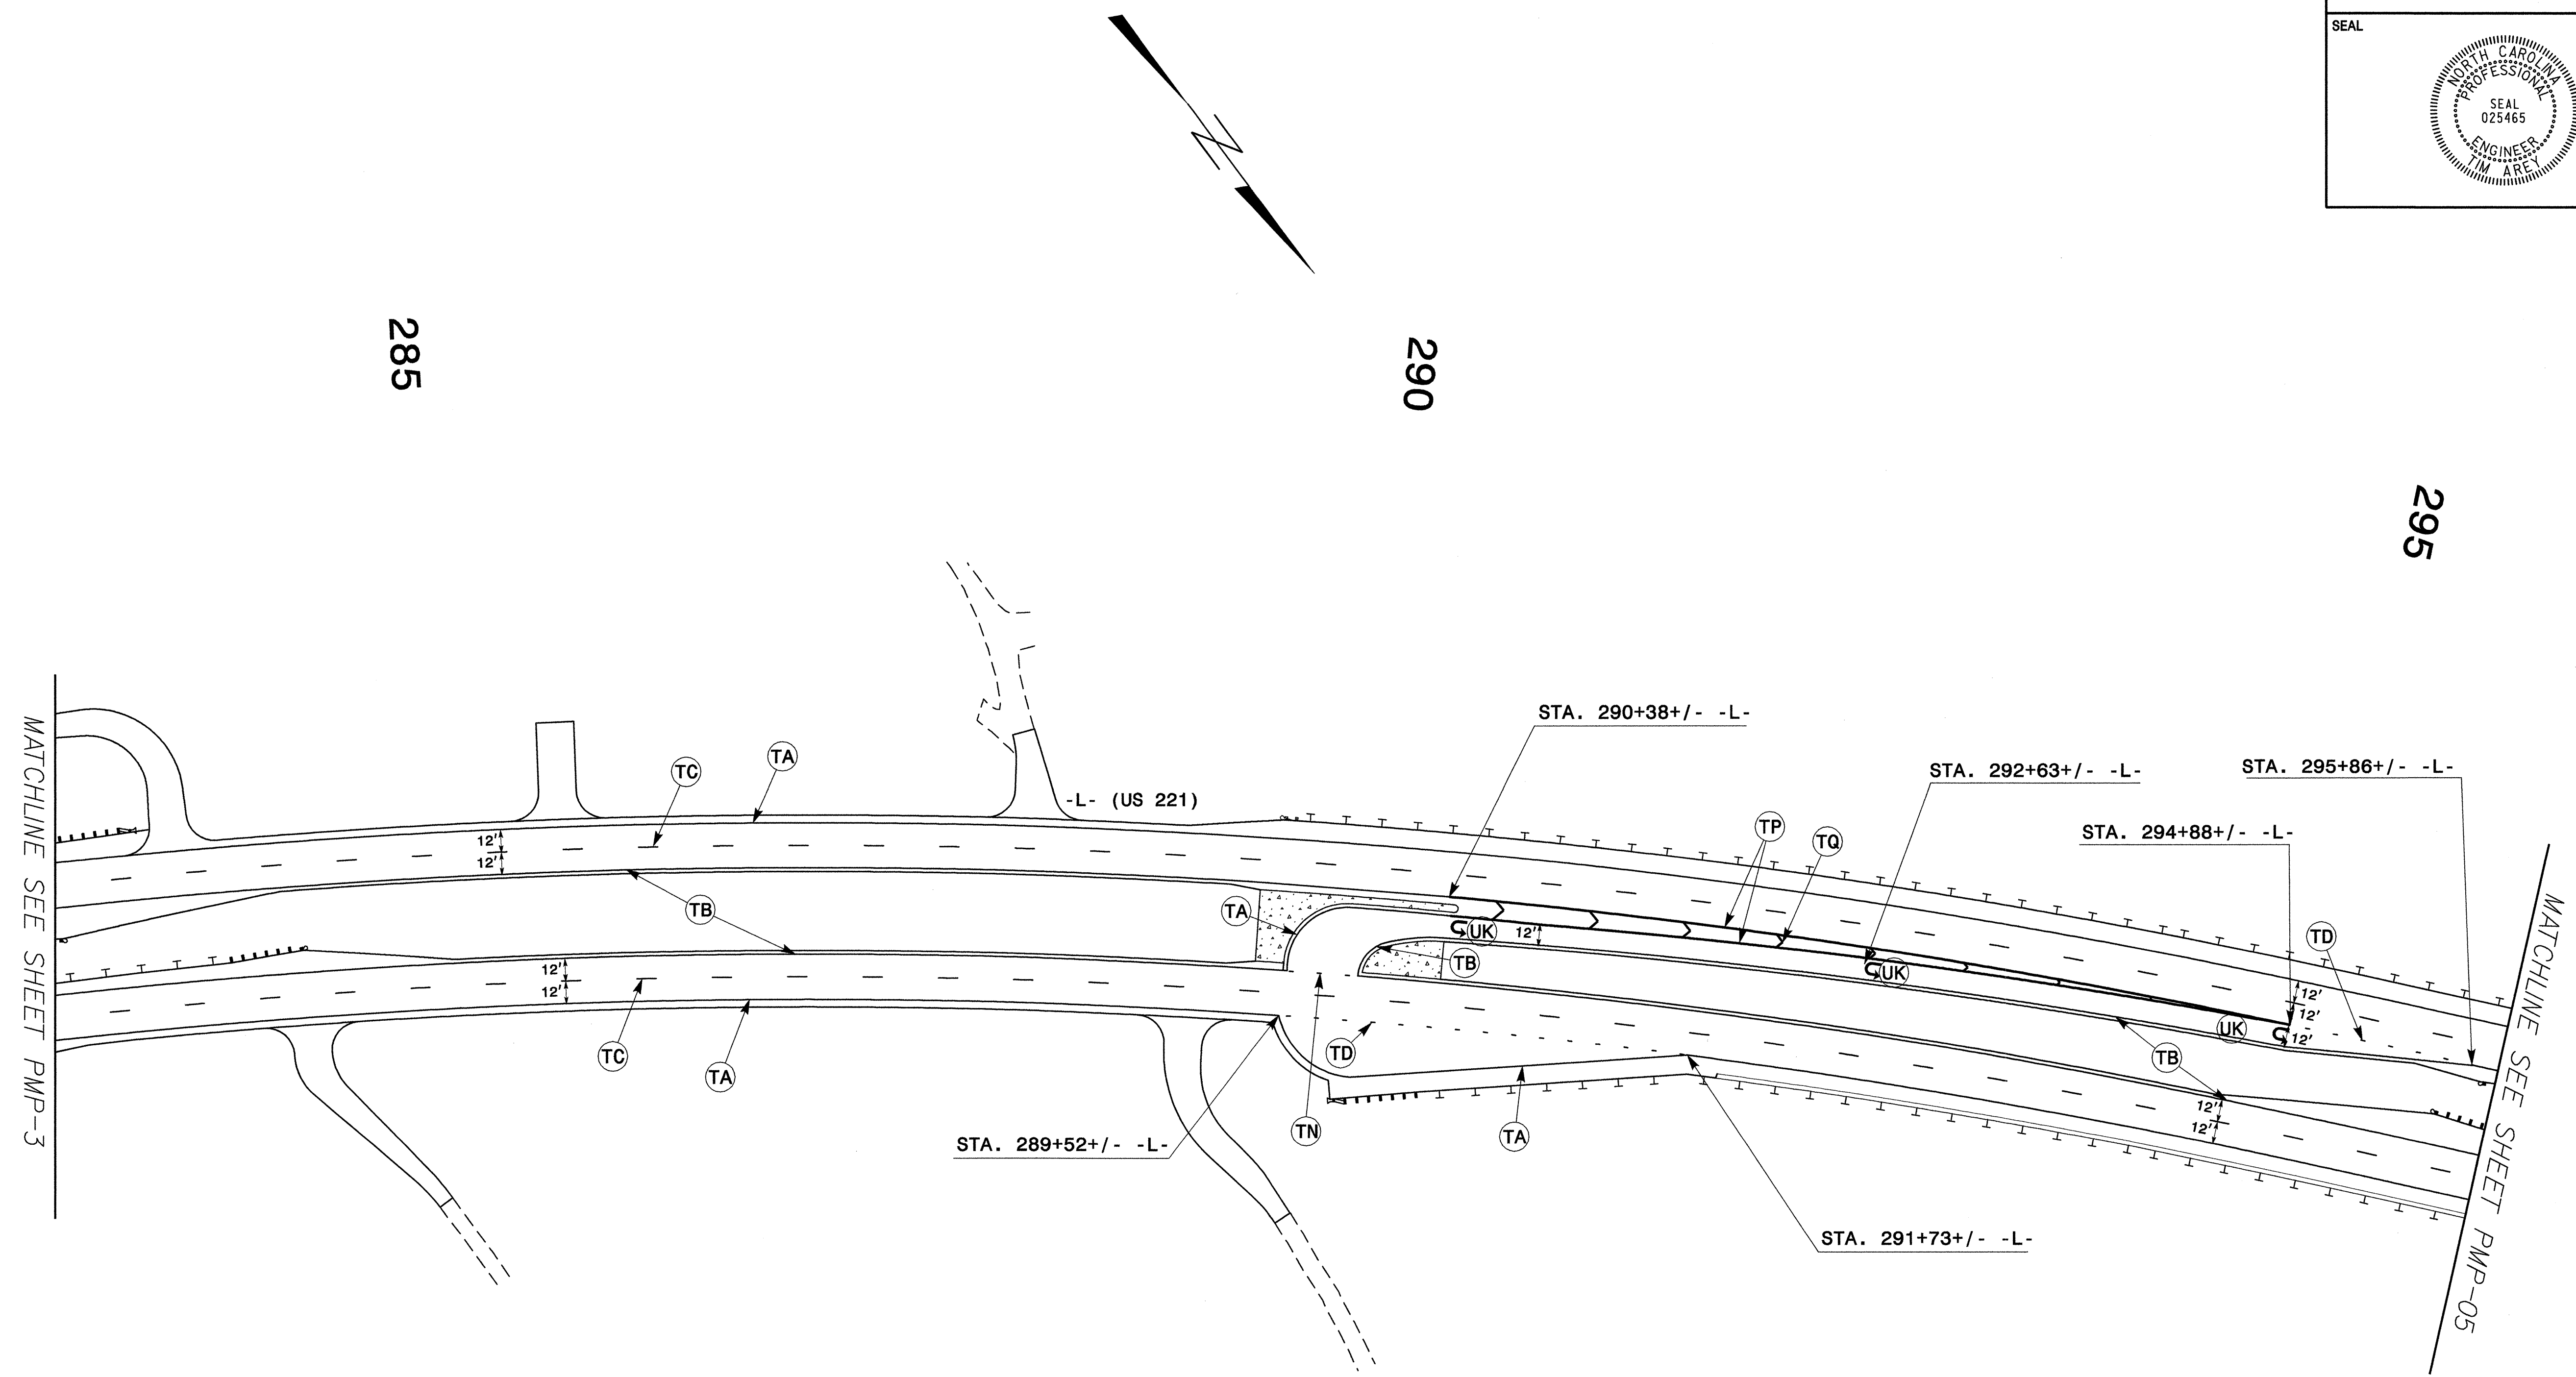 SEAL
NORTH CAROLINA
PROFESSIONAL
SEAL
025465
ENGINEER
TIM AREY
285
290
295
STA. 290+38+/- -L-
STA. 292+63+/- -L-
STA. 295+86+/- -L-
STA. 294+88+/- -L-
TC
TA
-L- (US 221)
TP
TQ
12'
12'
TB
TA
UK
12'
TB
UK
TD
12'
12'
12'
UK
12'
12'
TC
TA
TD
TB
TN
TA
12'
12'
STA. 289+52+/- -L-
STA. 291+73+/- -L-
MATCHLINE SEE SHEET PMP-3
MATCHLINE SEE SHEET PMP-05